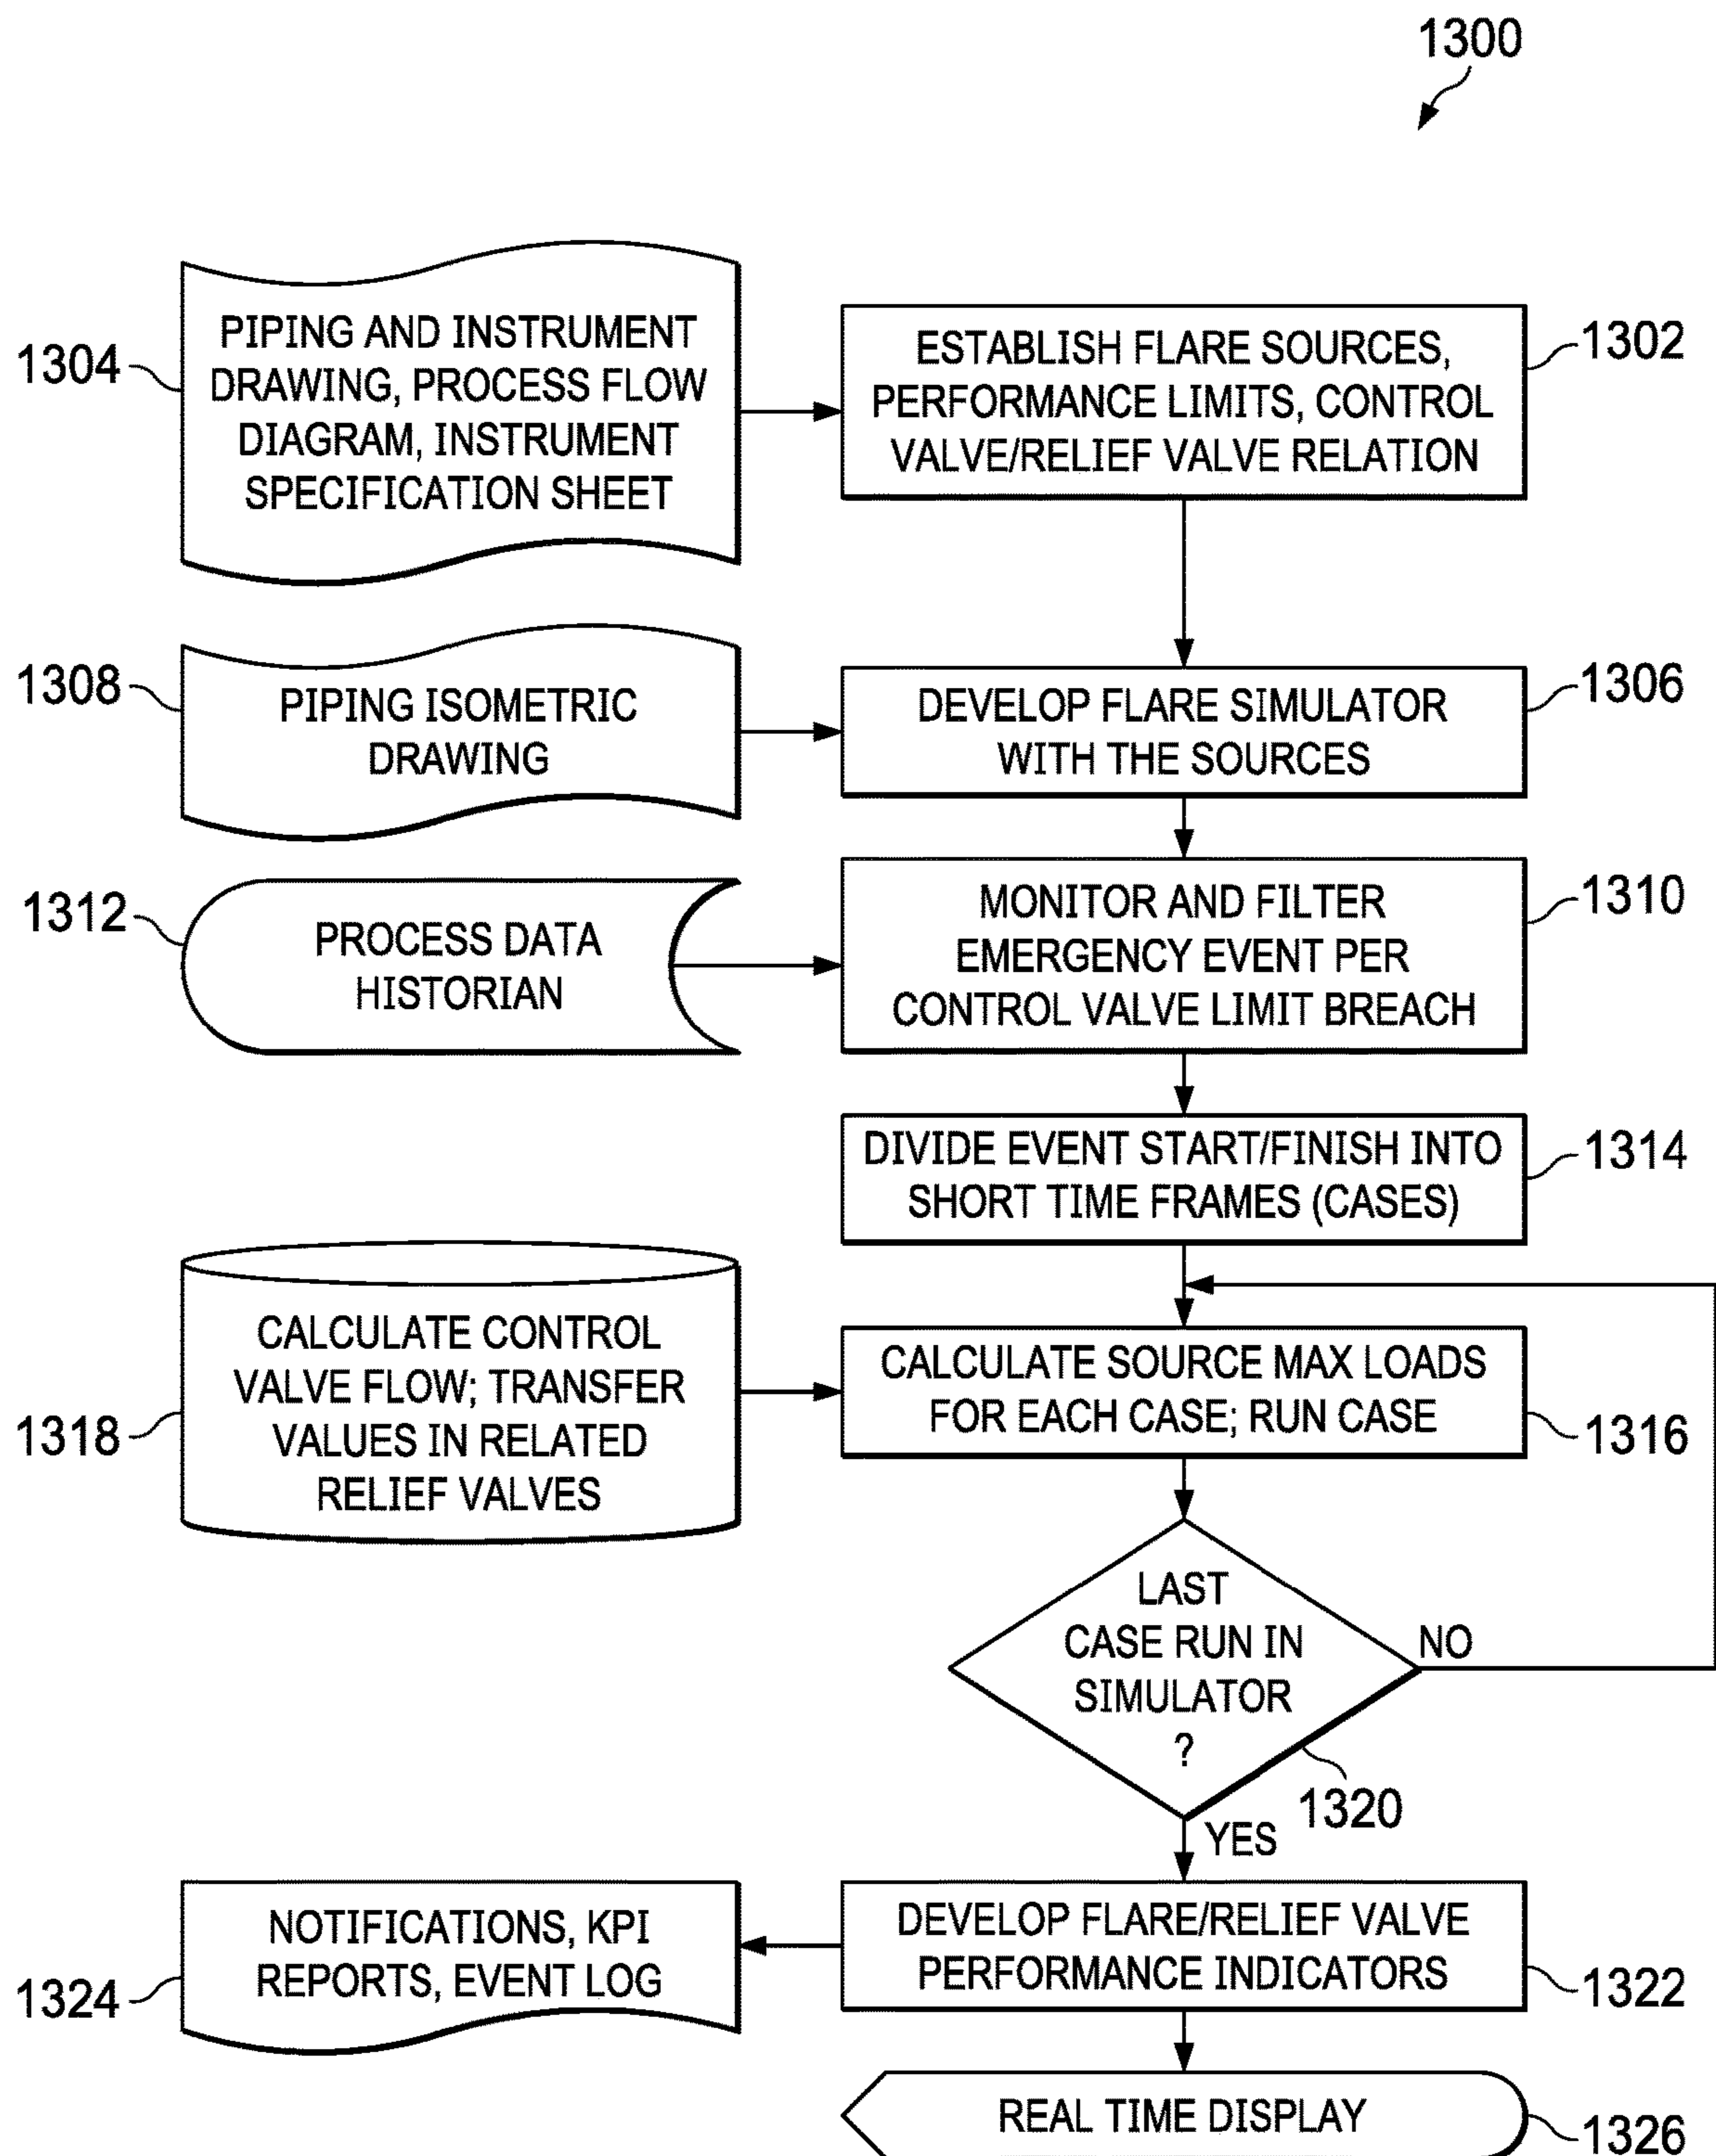 1300
1304
PIPING AND INSTRUMENT
DRAWING, PROCESS FLOW
DIAGRAM, INSTRUMENT
SPECIFICATION SHEET
ESTABLISH FLARE SOURCES,
PERFORMANCE LIMITS, CONTROL
VALVE/RELIEF VALVE RELATION
1302
1308
PIPING ISOMETRIC
DRAWING
DEVELOP FLARE SIMULATOR
WITH THE SOURCES
1306
1312
PROCESS DATA
HISTORIAN
MONITOR AND FILTER
EMERGENCY EVENT PER
CONTROL VALVE LIMIT BREACH
1310
DIVIDE EVENT START/FINISH INTO
SHORT TIME FRAMES (CASES)
1314
1318
CALCULATE CONTROL
VALVE FLOW; TRANSFER
VALUES IN RELATED
RELIEF VALVES
CALCULATE SOURCE MAX LOADS
FOR EACH CASE; RUN CASE
1316
LAST
CASE RUN IN
SIMULATOR
?
NO
1320
YES
1324
NOTIFICATIONS, KPI
REPORTS, EVENT LOG
DEVELOP FLARE/RELIEF VALVE
PERFORMANCE INDICATORS
1322
REAL TIME DISPLAY
1326